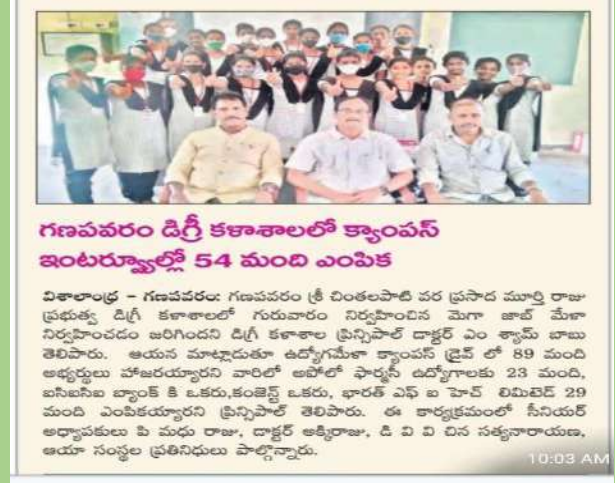 గణపవరం డిగ్రీ కళాశాలలో క్యాంపస్
ఇంటర్వ్యూల్లో 54 మంది ఎంపిక
విశాలాంధ్ర – గణపవరం: గణపవరం శ్రీ చింతలపాటి వర ప్రసాద మూర్తి రాజు
ప్రభుత్వ డిగ్రీ కళాశాలలో గురువారం నిర్వహించిన మెగా జాబ్ మేళా
నిర్వహించడం జరిగిందని డిగ్రీ కళాశాల ప్రిన్సిపాల్ డాక్టర్ ఎం శ్యామ్ బాబు
తెలిపారు. ఆయన మాట్లాడుతూ ఉద్యోగమేళా క్యాంపస్ డ్రైవ్ లో 89 మంది
అభ్యర్థులు హాజరయ్యారని వారిలో అపోలో ఫార్మసీ ఉద్యోగాలకు 23 మంది,
ఐసిఐసిఐ బ్యాంక్ కి ఒకరు,కంజెన్ట్ ఒకరు, భారత్ ఎఫ్ ఐ హెచ్ లిమిటెడ్ 29
మంది ఎంపికయ్యారని ప్రిన్సిపాల్ తెలిపారు. ఈ కార్యక్రమంలో సీనియర్
అధ్యాపకులు పి మధు రాజు, డాక్టర్ అక్కిరాజు, డి వి వి చిన సత్యనారాయణ,
ఆయా సంస్థల ప్రతినిధులు పాల్గొన్నారు.
10:03 AM